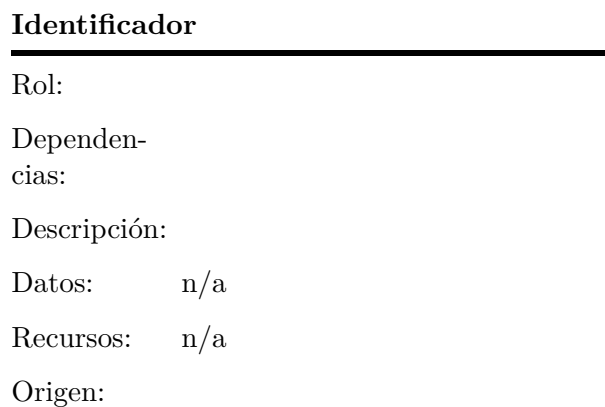 Identificador
Rol:
Dependen-
cias:
Descripción:
Datos: n/a
Recursos: n/a
Origen: